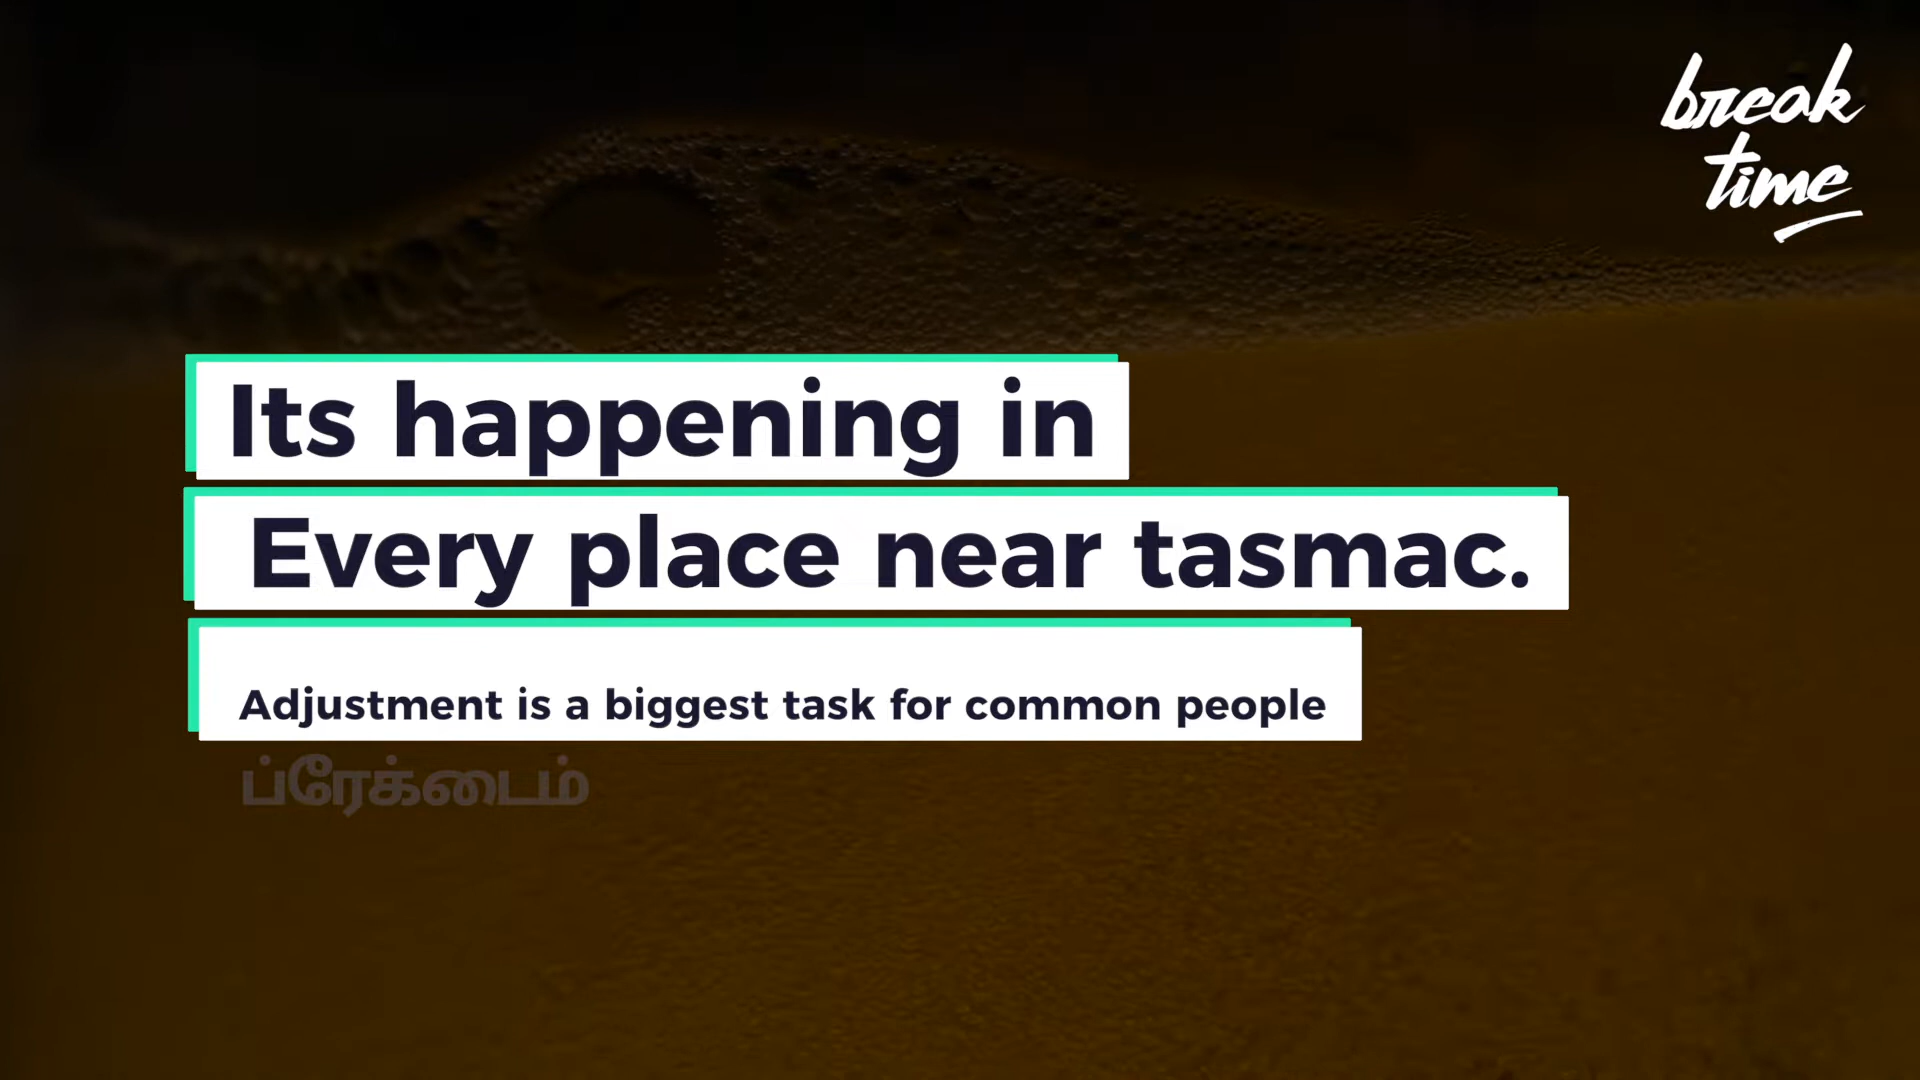 break
time
Its happening in
Every place near tasmac.
Adjustment is a biggest task for common people
ப்ரேக்டைம்